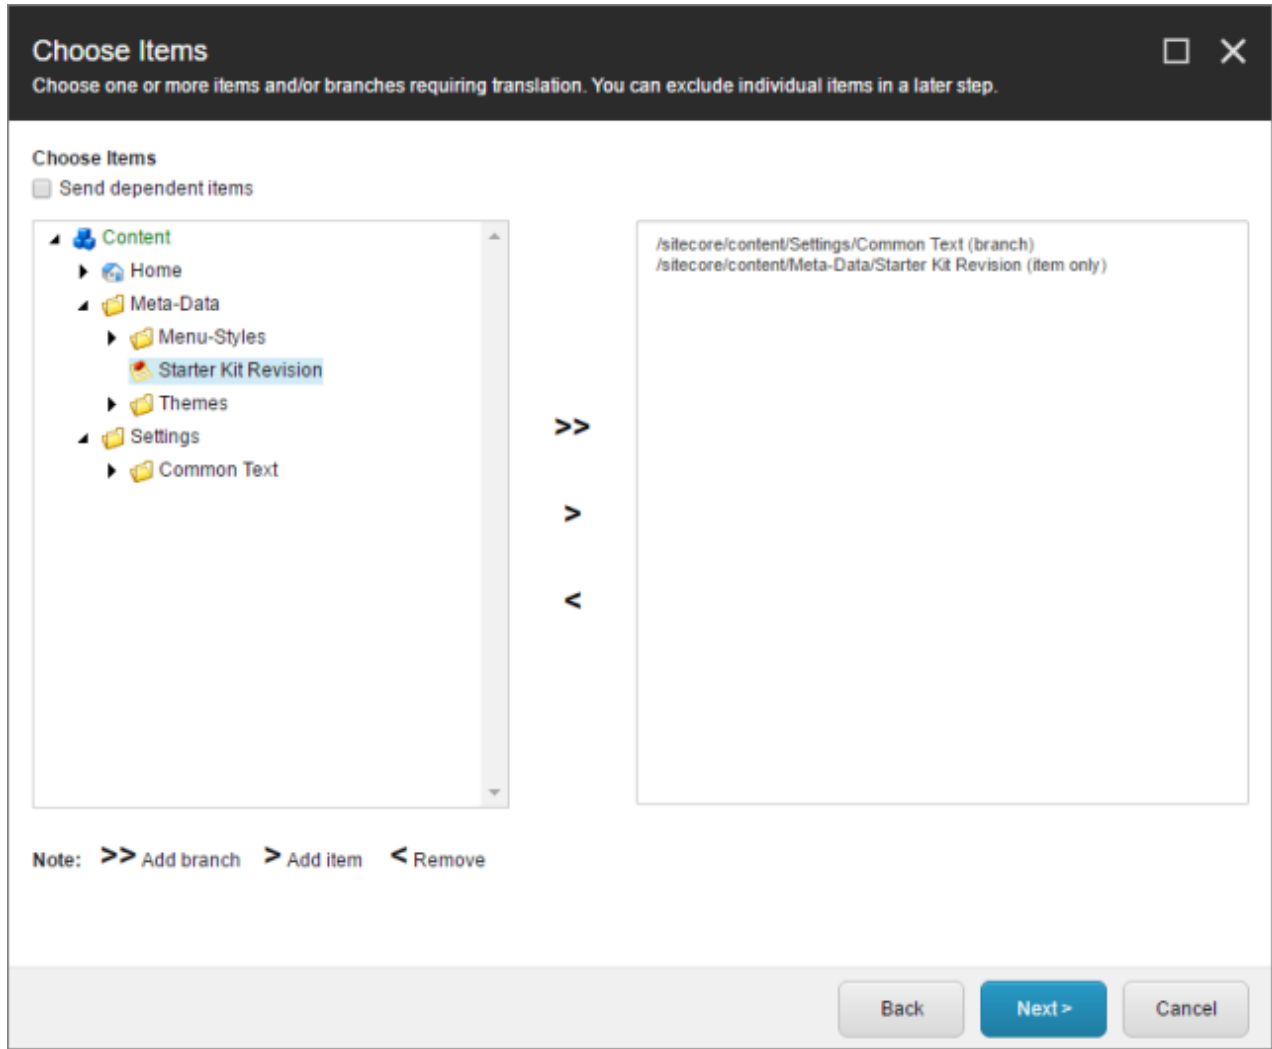 Choose Items
Choose one or more items and/or branches requiring translation. You can exclude individual items in a later step.
Choose Items
Send dependent items
Content
Home
Meta-Data
Menu-Styles
Starter Kit Revision
Themes
Settings
Common Text
>>
>
<
/sitecore/content/Settings/Common Text (branch)
/sitecore/content/Meta-Data/Starter Kit Revision (item only)
Note: >> Add branch > Add item < Remove
Back Next > Cancel